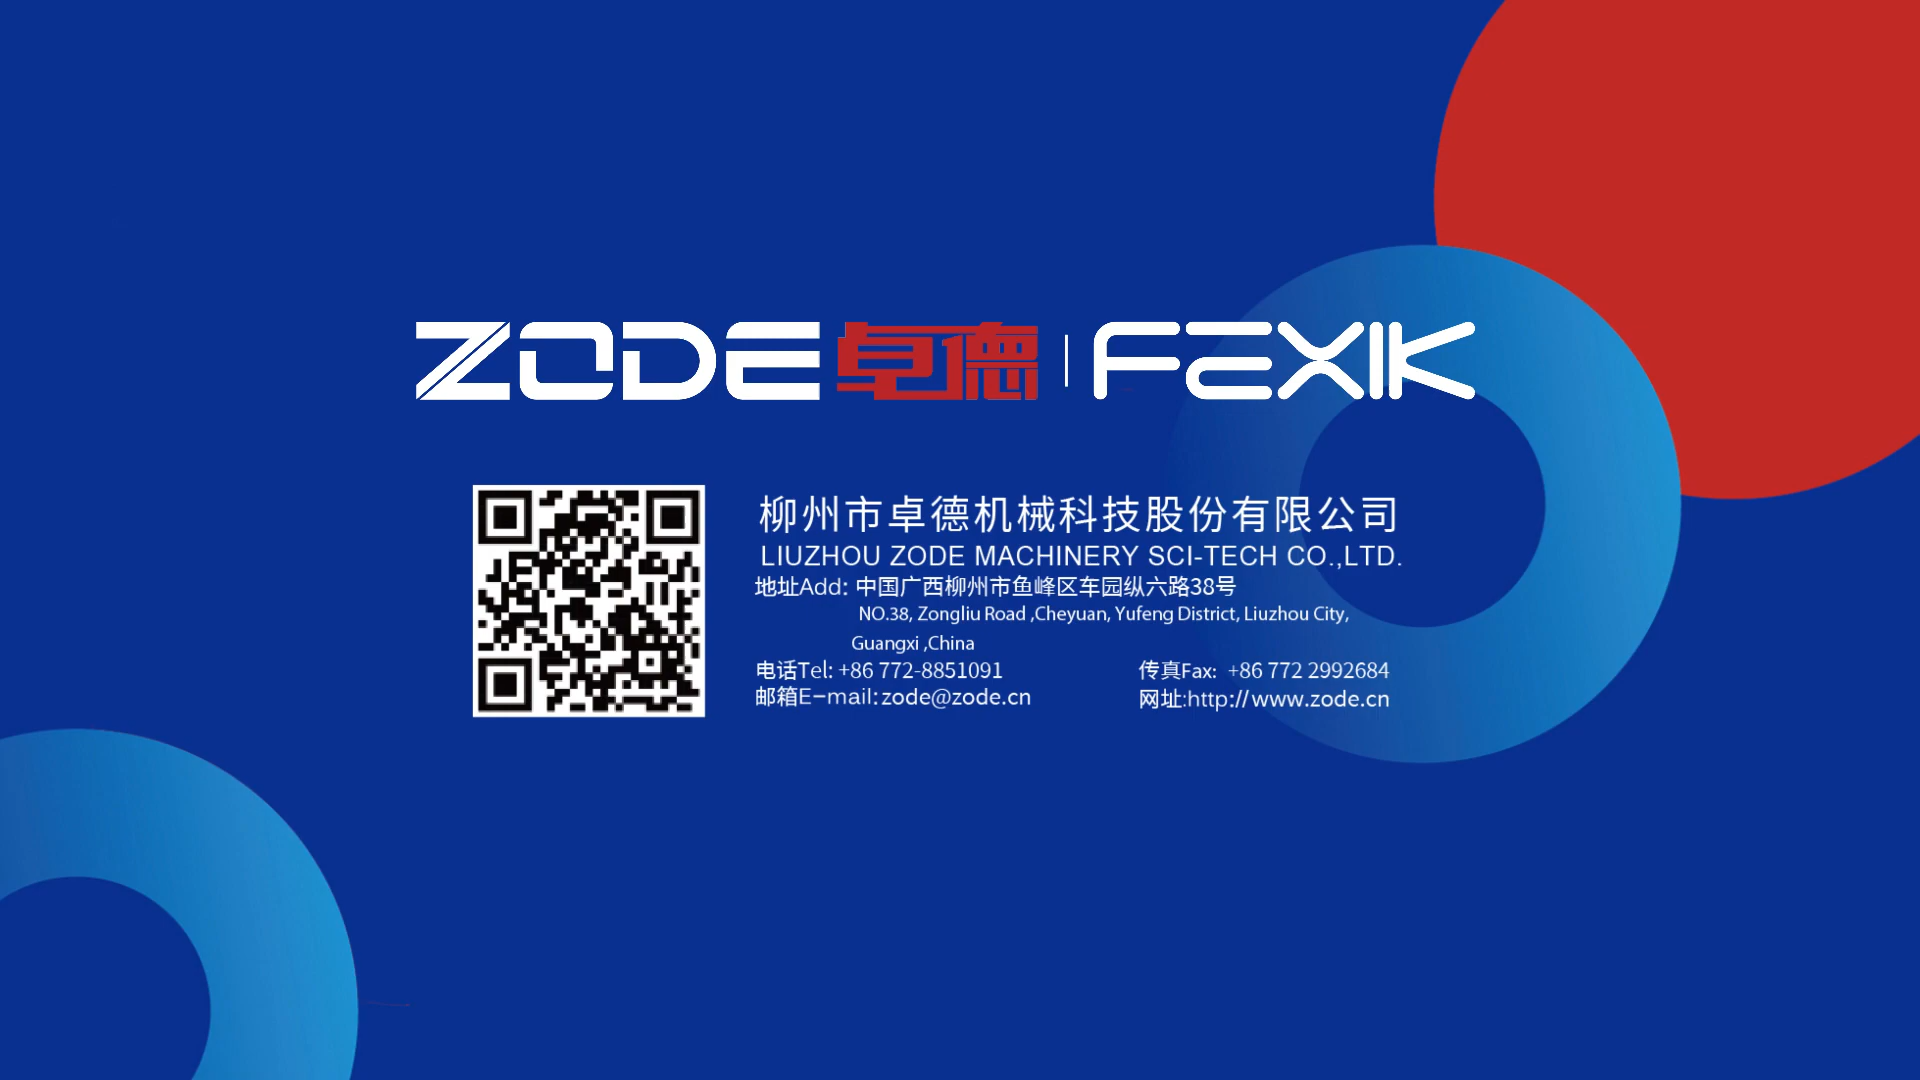 ZODE 卓德 | FEXIK
柳州市卓德机械科技股份有限公司
LIUZHOU ZODE MACHINERY SCI-TECH CO.,LTD.
地址Add: 中国广西柳州市鱼峰区车园纵六路38号
NO.38, Zongliu Road ,Cheyuan, Yufeng District, Liuzhou City,
Guangxi ,China
电话Tel: +86 772-8851091 传真Fax: +86 772 2992684
邮箱E-mail:zode@zode.cn 网址:http://www.zode.cn